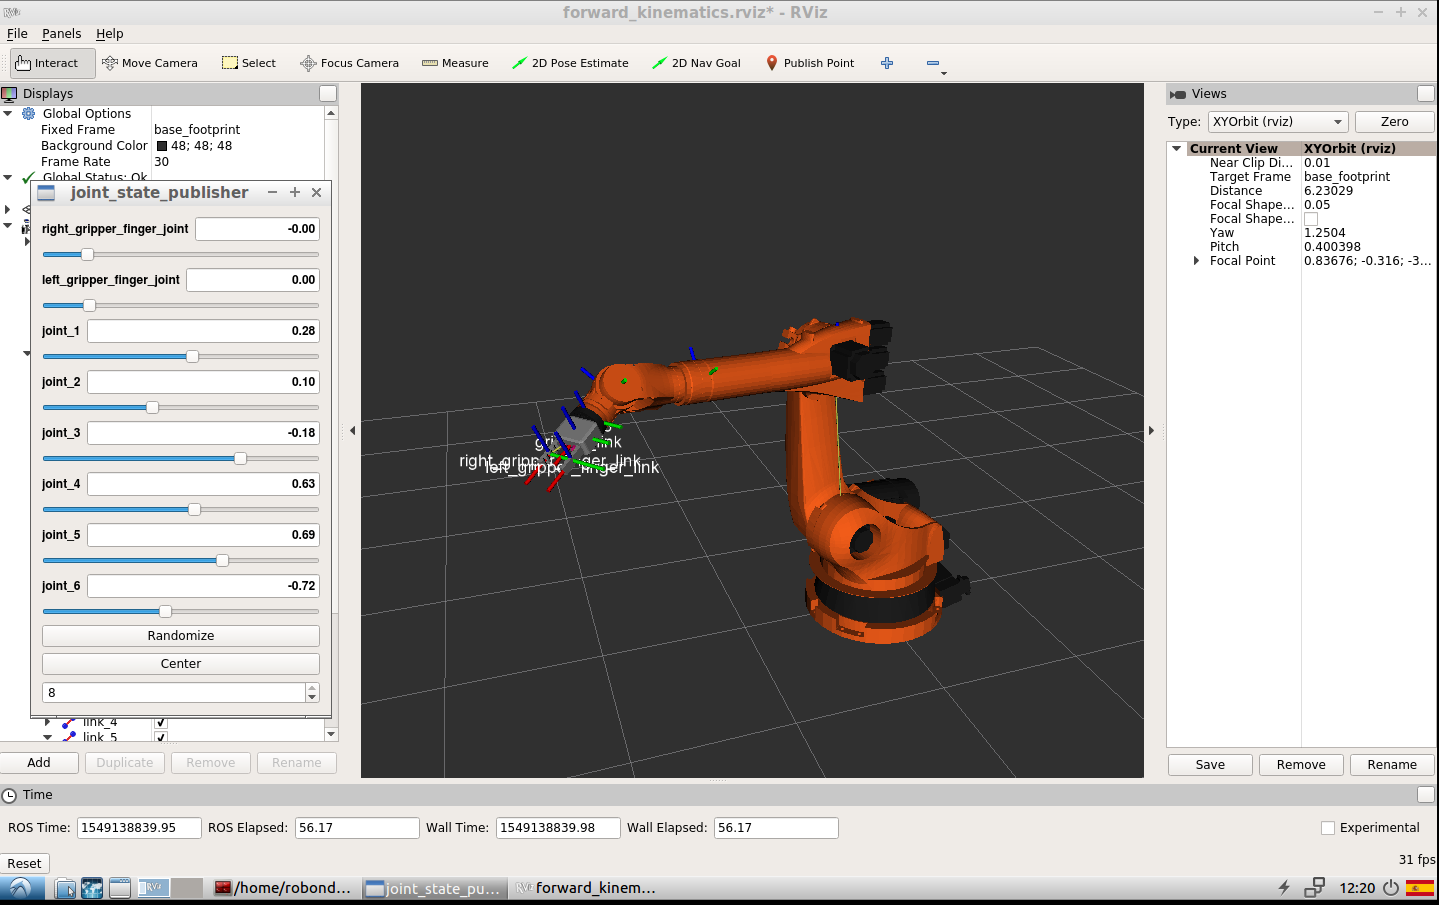 forward_kinematics.rviz* - RViz
File Panels Help
Interact Move Camera Select Focus Camera Measure 2D Pose Estimate 2D Nav Goal Publish Point
Displays
Global Options
Fixed Frame base_footprint
Background Color 48; 48; 48
Frame Rate 30
Global Status: Ok
joint_state_publisher
right_gripper_finger_joint -0.00
left_gripper_finger_joint 0.00
joint_1 0.28
joint_2 0.10
joint_3 -0.18
joint_4 0.63
joint_5 0.69
joint_6 -0.72
Randomize
Center
8
link_4
link_5
Add Duplicate Remove Rename
right_gripper_finger_link
left_gripper_finger_link
Views
Type: XYOrbit (rviz) Zero
Current View XYOrbit (rviz)
Near Clip Di... 0.01
Target Frame base_footprint
Distance 6.23029
Focal Shape... 0.05
Focal Shape...
Yaw 1.2504
Pitch 0.400398
Focal Point 0.83676; -0.316; -3...
Save Remove Rename
Time
ROS Time: 1549138839.95 ROS Elapsed: 56.17 Wall Time: 1549138839.98 Wall Elapsed: 56.17 Experimental
Reset 31 fps
/home/robond... joint_state_pu... forward_kinem... 12:20